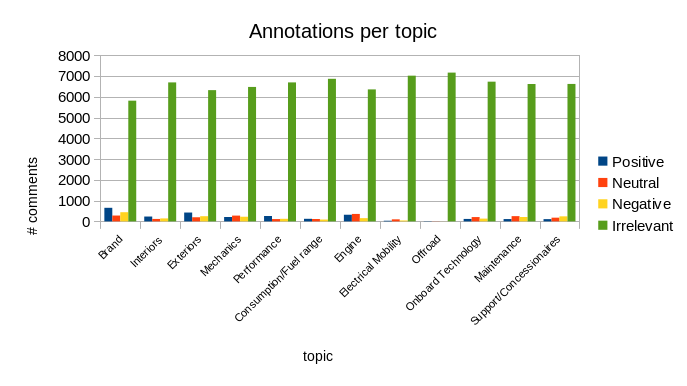 Annotations per topic
8000
7000
6000
5000
4000
3000
2000
1000
0
# comments
Brand
Interiors
Exteriors
Mechanics
Performance
Consumption/Fuel range
Engine
Electrical Mobility
Offroad
Onboard Technology
Maintenance
Support/Concessionaires
topic
Positive
Neutral
Negative
Irrelevant